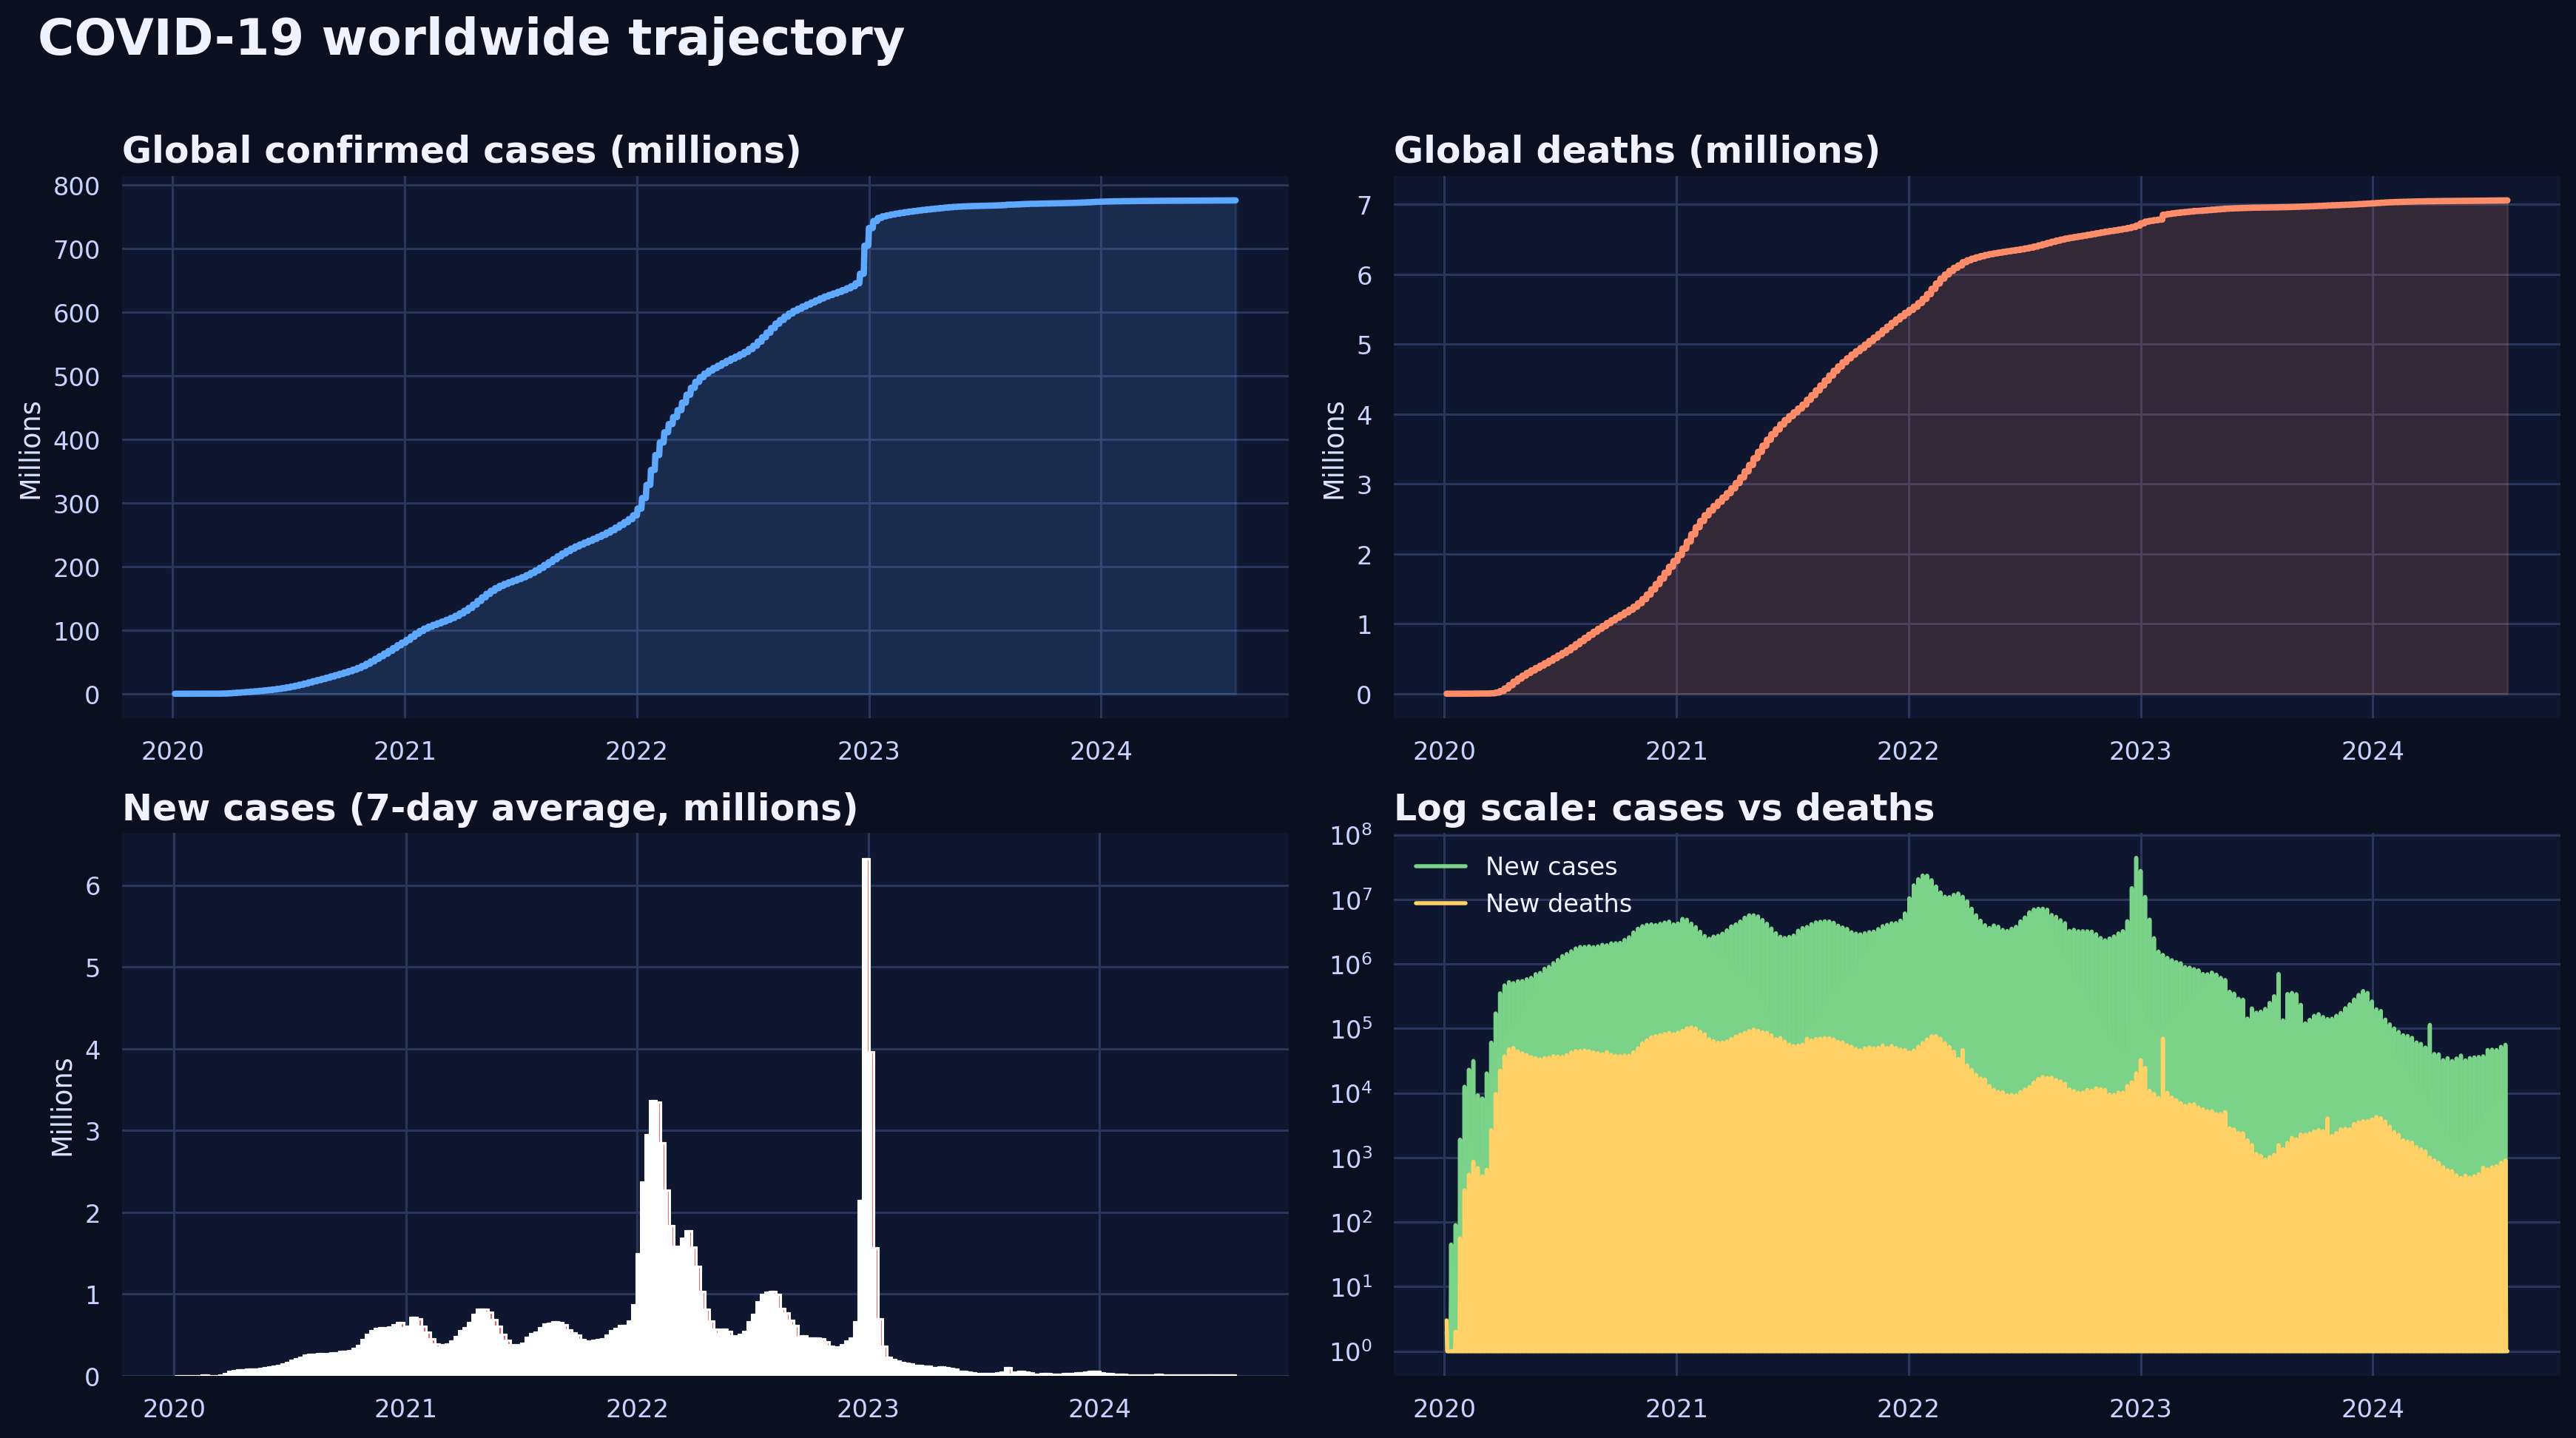 COVID-19 worldwide trajectory
Global confirmed cases (millions)
800
700
600
500
400
300
200
100
0
Millions
2020 2021 2022 2023 2024
Global deaths (millions)
7
6
5
4
3
2
1
0
Millions
2020 2021 2022 2023 2024
New cases (7-day average, millions)
6
5
4
3
2
1
0
Millions
2020 2021 2022 2023 2024
Log scale: cases vs deaths
10⁸
10⁷
10⁶
10⁵
10⁴
10³
10²
10¹
10⁰
New cases
New deaths
2020 2021 2022 2023 2024